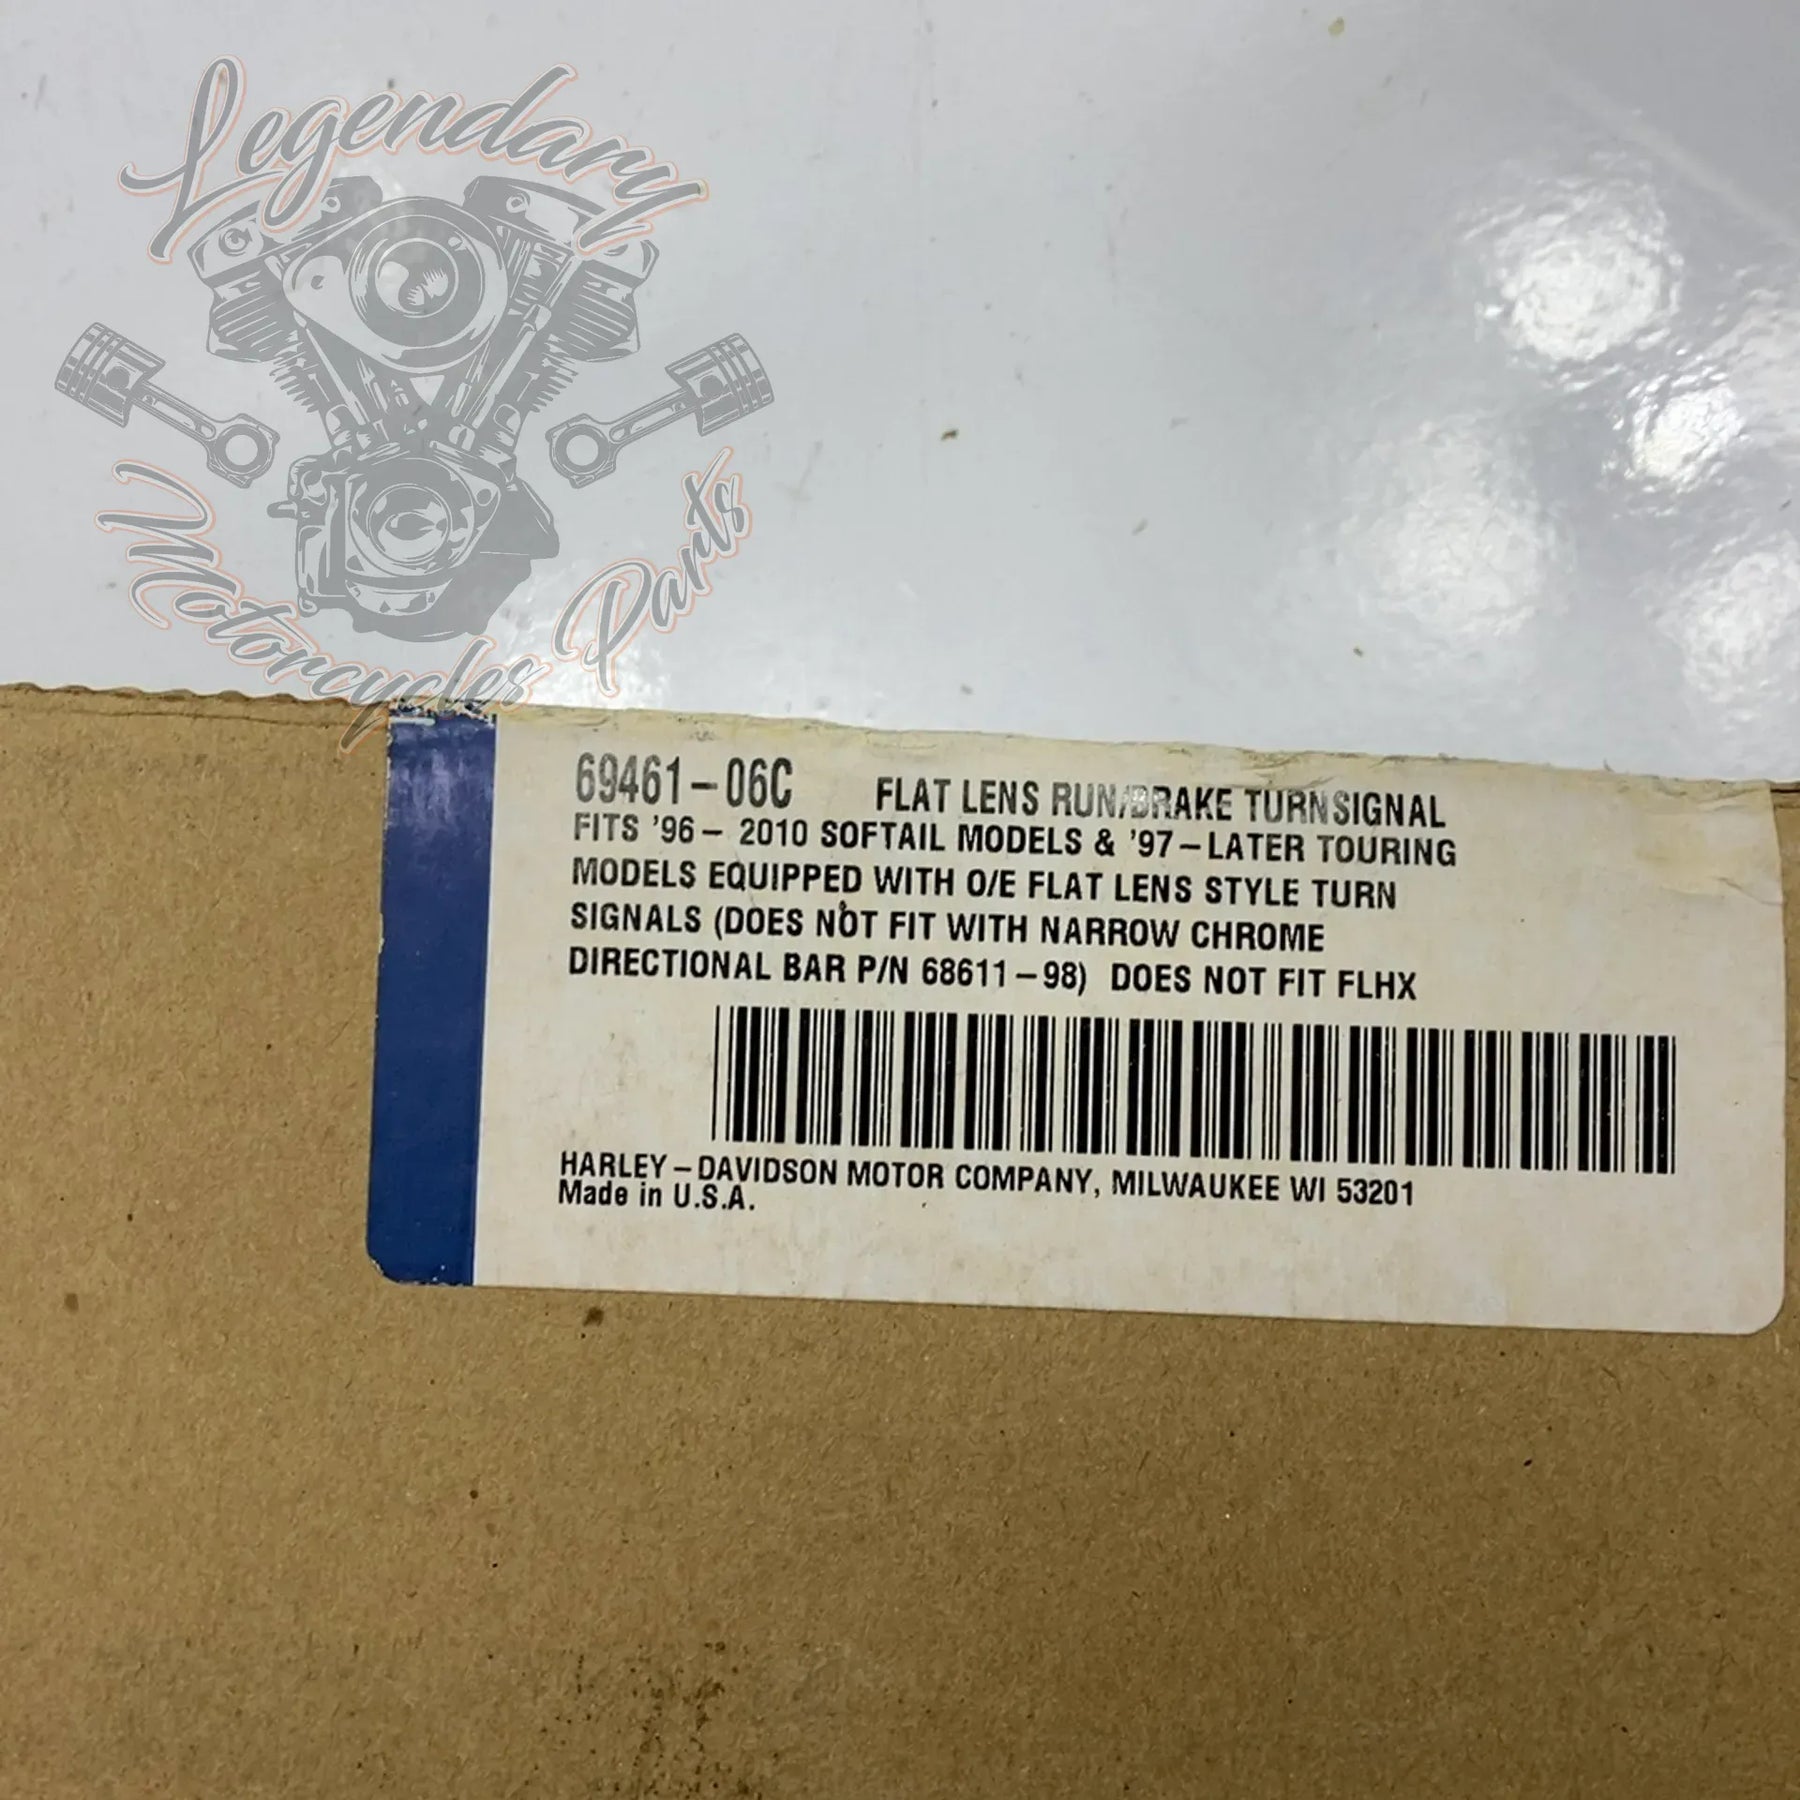 Legendary
Motorcycles Parts
69461-06C FLAT LENS RUN/BRAKE TURNSIGNAL
FITS '96- 2010 SOFTAIL MODELS & '97-LATER TOURING
MODELS EQUIPPED WITH O/E FLAT LENS STYLE TURN
SIGNALS (DOES NOT FIT WITH NARROW CHROME
DIRECTIONAL BAR P/N 68611-98) DOES NOT FIT FLHX
HARLEY-DAVIDSON MOTOR COMPANY, MILWAUKEE WI 53201
Made in U.S.A.